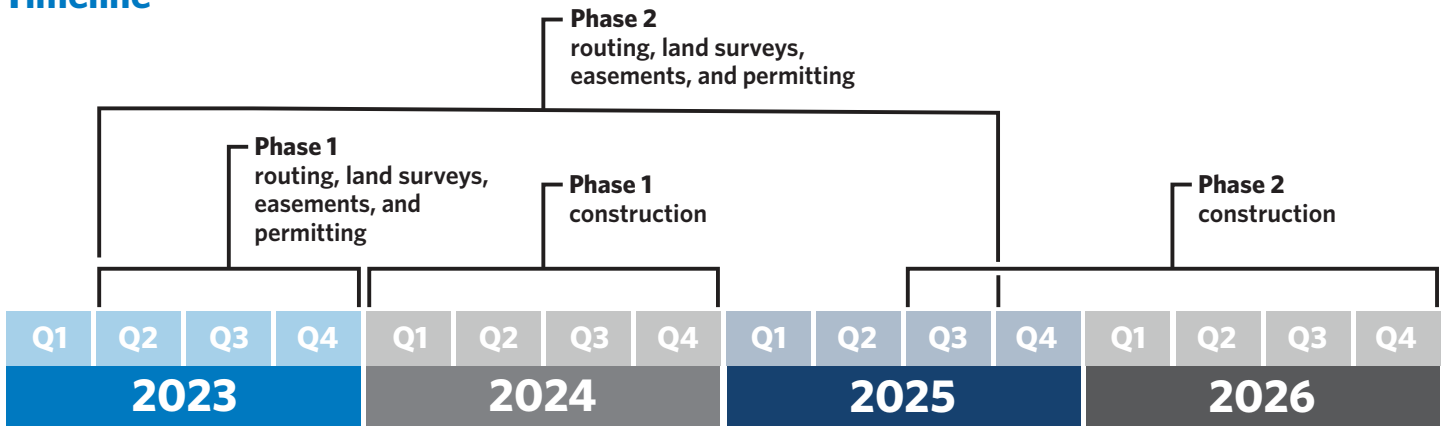 Timeline
Phase 2
routing, land surveys,
easements, and permitting
Phase 1
routing, land surveys,
easements, and
permitting
Phase 1
construction
Phase 2
construction
Q1 Q2 Q3 Q4 Q1 Q2 Q3 Q4 Q1 Q2 Q3 Q4 Q1 Q2 Q3 Q4
2023 2024 2025 2026